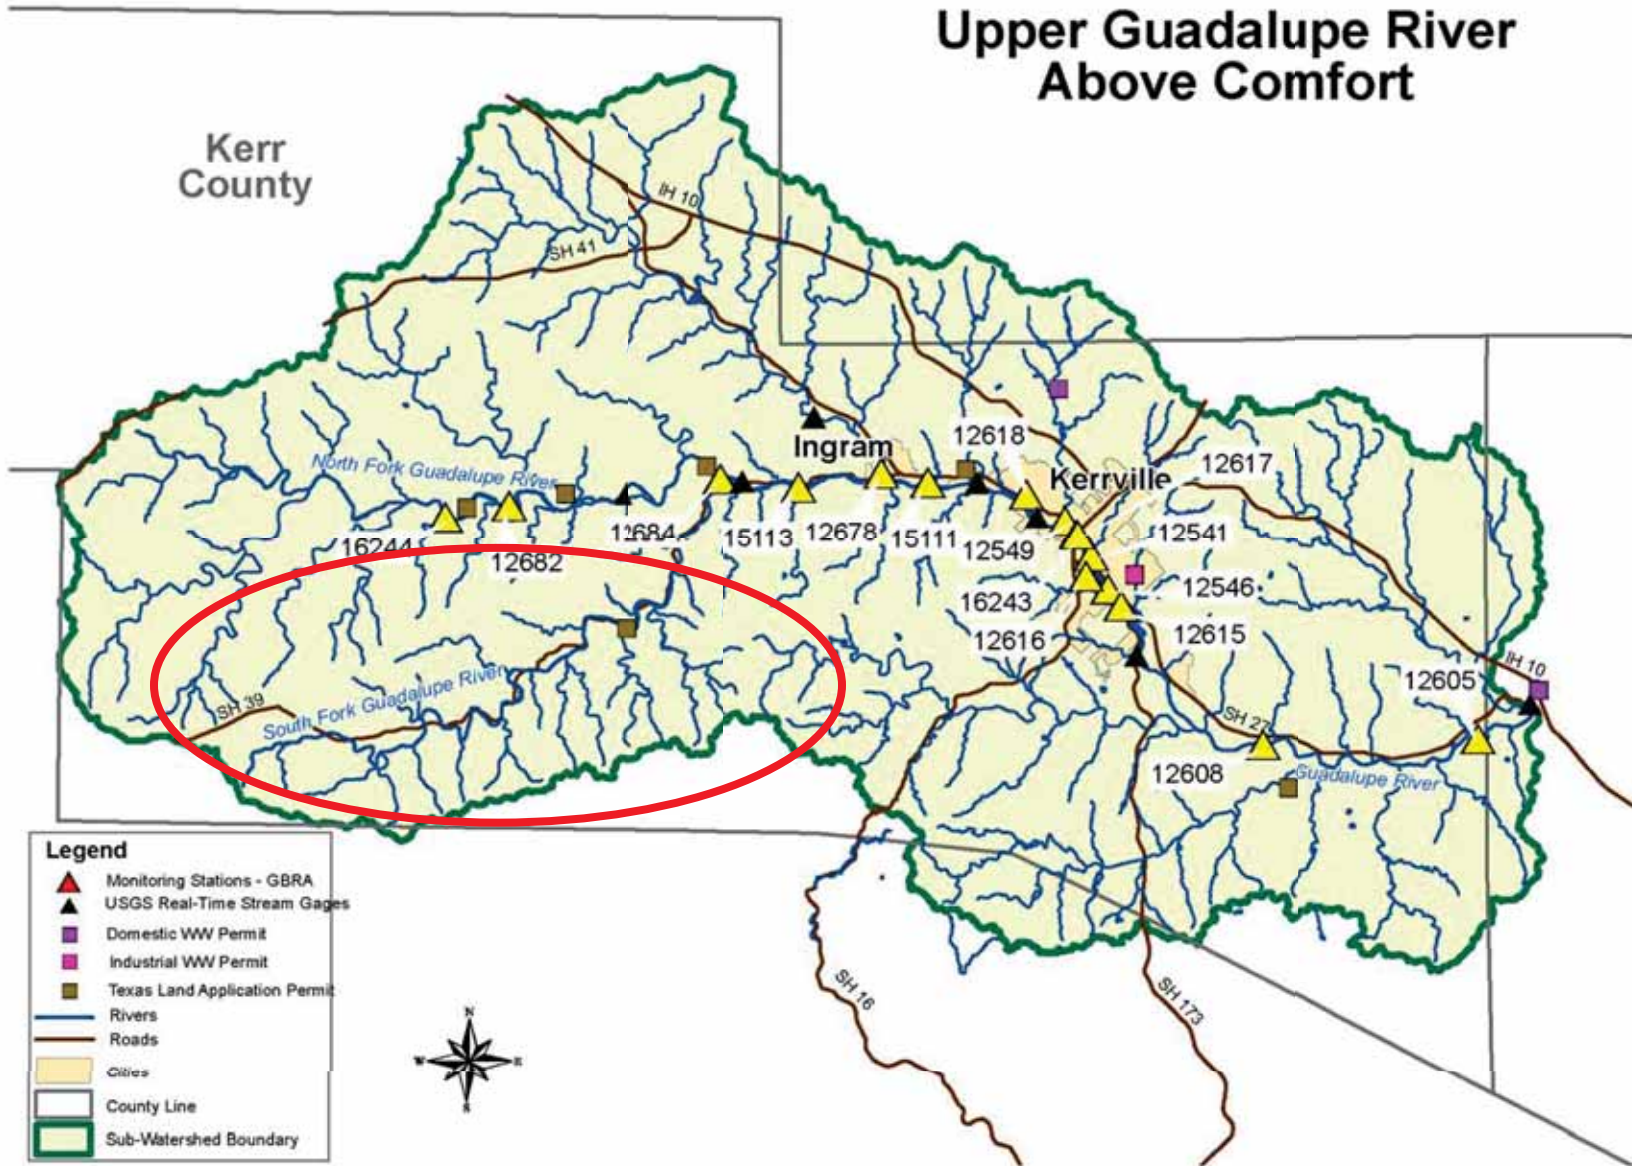 Upper Guadalupe River
Above Comfort
Kerr
County
IH 10
SH 41
Ingram
12618
Kerrville
12617
North Fork Guadalupe River
16244
12682
12684
15113
12678
15111
12549
12541
16243
12546
12616
12615
12605
IH 10
SH 39
South Fork Guadalupe River
SH 27
12608
Guadalupe River
SH 16
SH 173
Legend
Monitoring Stations - GBRA
USGS Real-Time Stream Gages
Domestic WW Permit
Industrial WW Permit
Texas Land Application Permit
Rivers
Roads
Cities
County Line
Sub-Watershed Boundary
N
W
E
S